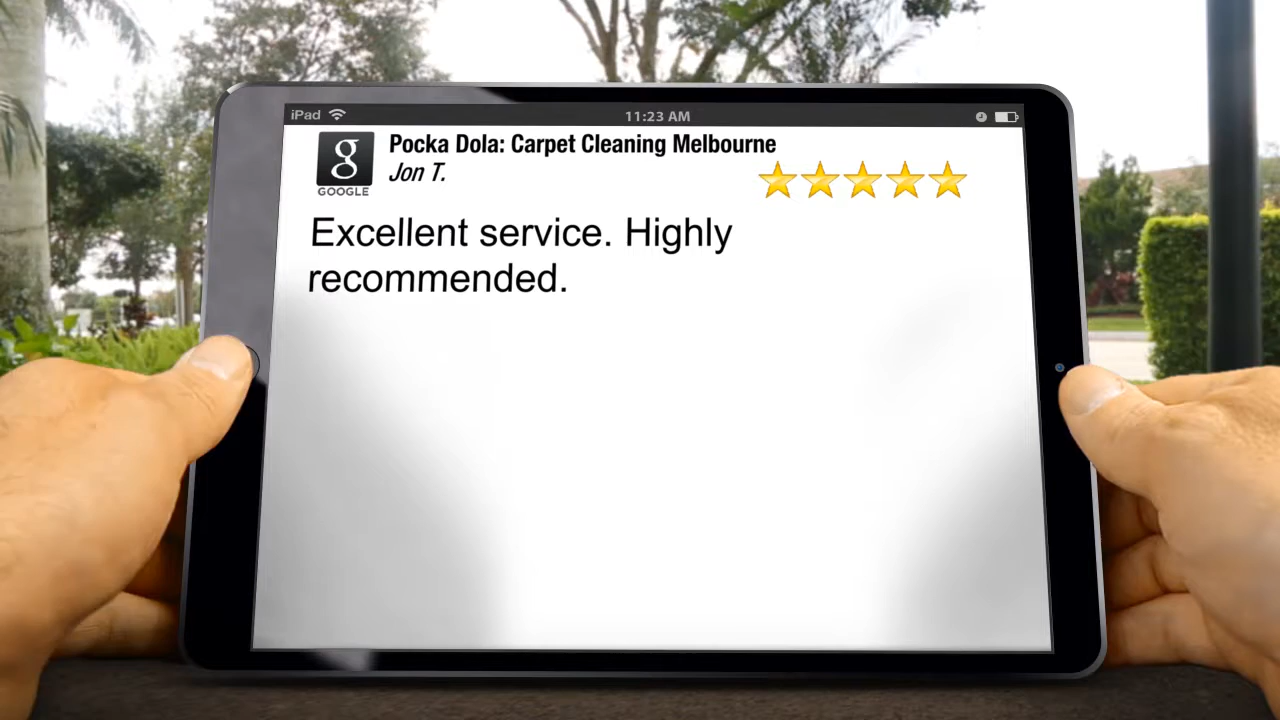 iPad
11:23 AM
g
GOOGLE
Pocka Dola: Carpet Cleaning Melbourne
Jon T.
Excellent service. Highly
recommended.